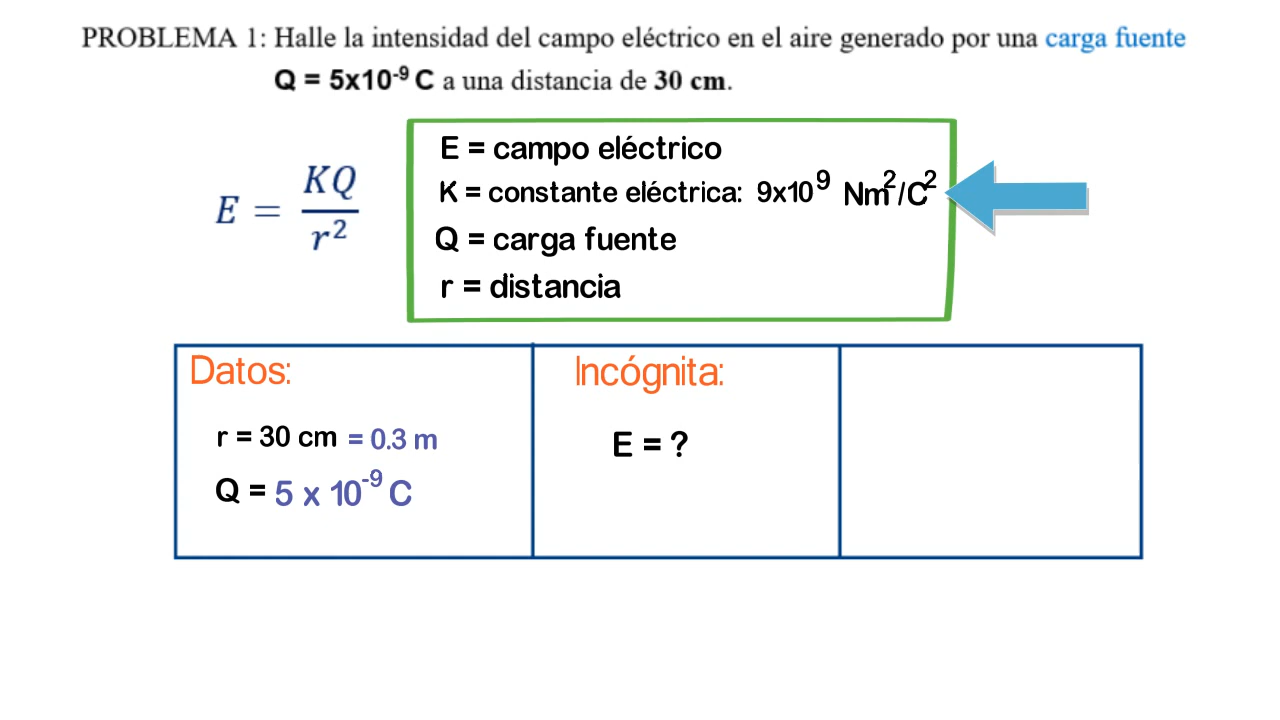 PROBLEMA 1: Halle la intensidad del campo eléctrico en el aire generado por una carga fuente
Q = 5x10⁻⁹ C a una distancia de 30 cm.
E = KQ / r²
E = campo eléctrico
K = constante eléctrica: 9x10⁹ Nm²/C²
Q = carga fuente
r = distancia
Datos:
r = 30 cm = 0.3 m
Q = 5 x 10⁻⁹ C
Incógnita:
E = ?